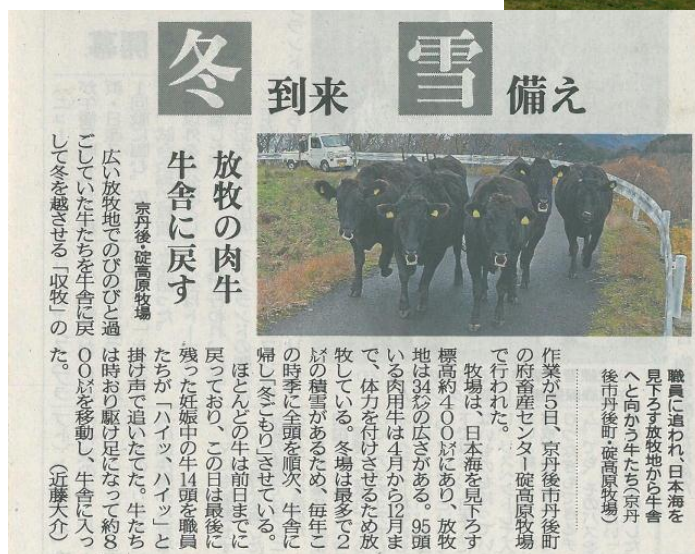 冬到来 雪備え
放牧の肉牛
牛舎に戻す
京丹後・碇高原牧場
職員に追われ、日本海を
見下ろす放牧地から牛舎
へと向かう牛たち(京丹
後市丹後町・碇高原牧場)
広い放牧地でのびのびと過
ごしていた牛たちを牛舎に戻
して冬を越させる「収牧」の
作業が5日、京丹後市丹後町
の府畜産センター碇高原牧場
で行われた。
牧場は、日本海を見下ろす
標高約400㍍にあり、放牧
地は34㌶の広さがある。95頭
いる肉用牛は4月から12月ま
で、体力を付けさせるため放
牧している。冬場は最多で2
㍍の積雪があるため、毎年こ
の時季に全頭を順次、牛舎に
帰し「冬ごもり」させている。
ほとんどの牛は前日までに
戻っており、この日は最後に
残った妊娠中の牛14頭を職員
たちが「ハイッ、ハイッ」と
掛け声で追いたてた。牛たち
は時おり駆け足になって約8
00㍍を移動し、牛舎に入っ
た。 (近藤大介)